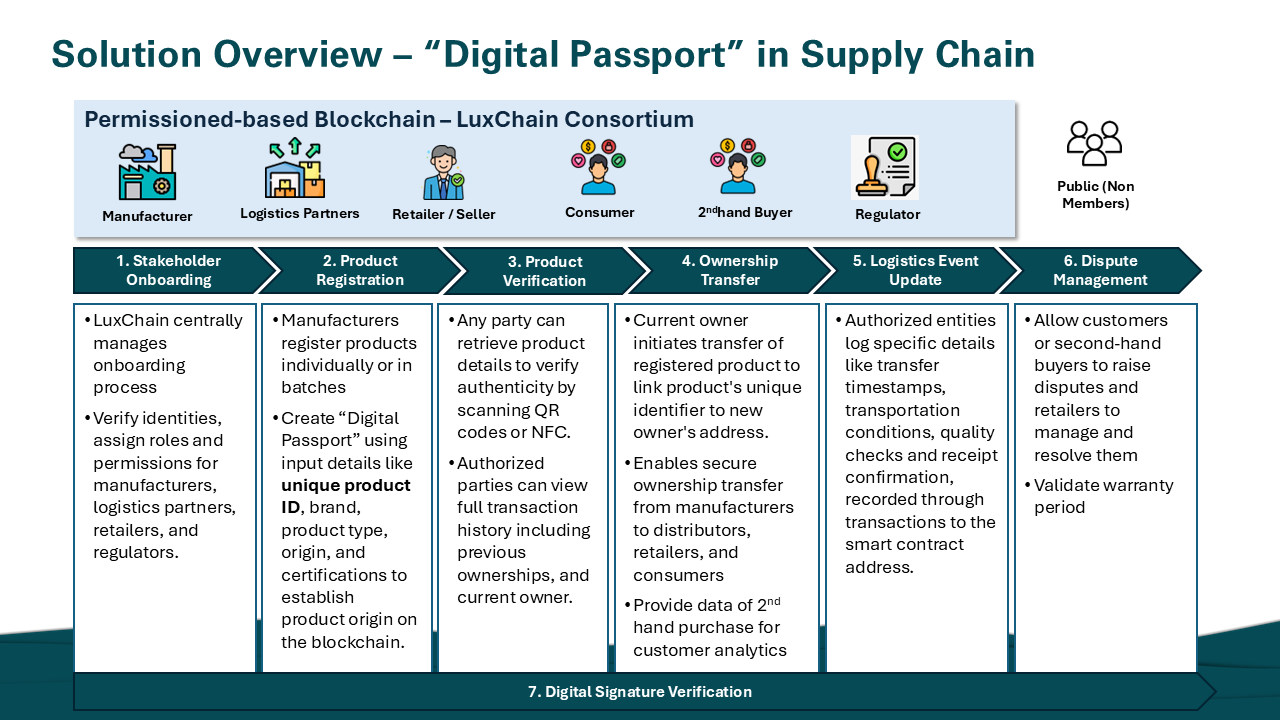 Solution Overview – “Digital Passport” in Supply Chain
Permissioned-based Blockchain – LuxChain Consortium
Manufacturer
Logistics Partners
Retailer / Seller
Consumer
2ndhand Buyer
Regulator
Public (Non
Members)
1. Stakeholder
Onboarding
2. Product
Registration
3. Product
Verification
4. Ownership
Transfer
5. Logistics Event
Update
6. Dispute
Management
•LuxChain centrally
manages
onboarding
process
•Verify identities,
assign roles and
permissions for
manufacturers,
logistics partners,
retailers, and
regulators.
•Manufacturers
register products
individually or in
batches
•Create “Digital
Passport” using
input details like
unique product
ID, brand,
product type,
origin, and
certifications to
establish
product origin on
the blockchain.
•Any party can
retrieve product
details to verify
authenticity by
scanning QR
codes or NFC.
•Authorized
parties can view
full transaction
history including
previous
ownerships, and
current owner.
•Current owner
initiates transfer of
registered product to
link product's unique
identifier to new
owner's address.
•Enables secure
ownership transfer
from manufacturers
to distributors,
retailers, and
consumers
•Provide data of 2nd
hand purchase for
customer analytics
•Authorized entities
log specific details
like transfer
timestamps,
transportation
conditions, quality
checks and receipt
confirmation,
recorded through
transactions to the
smart contract
address.
•Allow customers
or second-hand
buyers to raise
disputes and
retailers to
manage and
resolve them
•Validate warranty
period
7. Digital Signature Verification